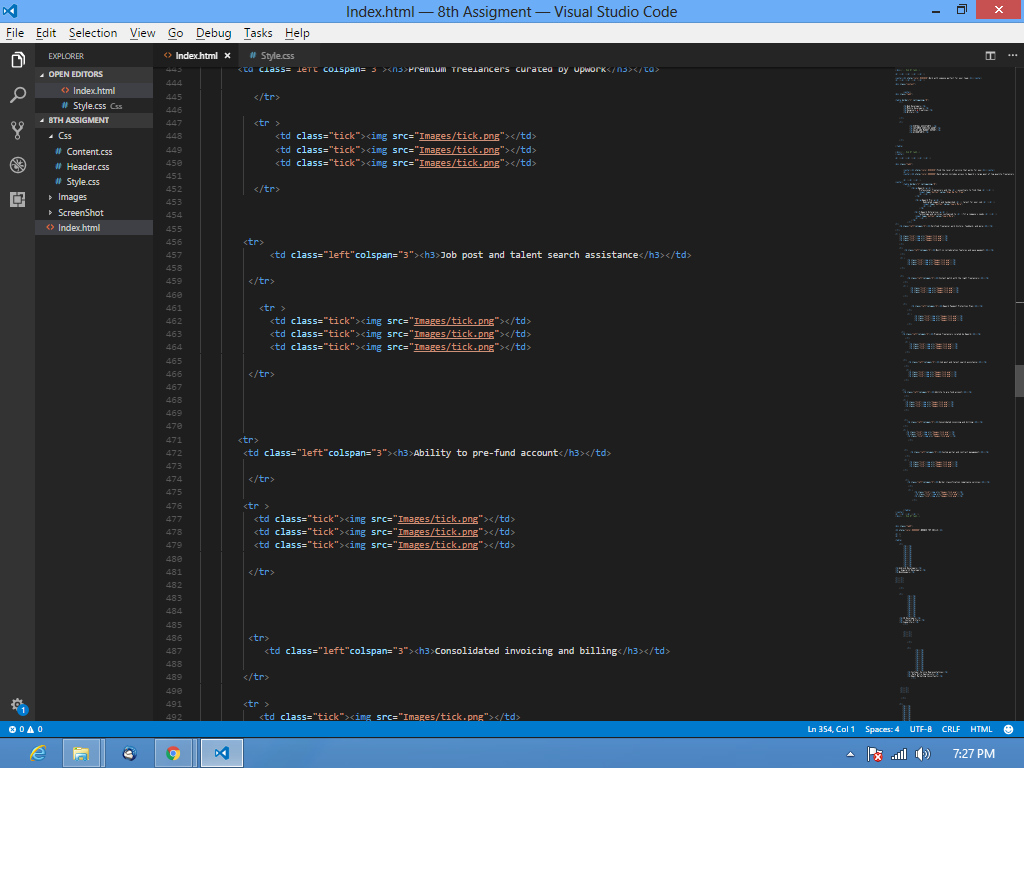 Index.html — 8th Assigment — Visual Studio Code
File Edit Selection View Go Debug Tasks Help
EXPLORER
OPEN EDITORS
<> Index.html
# Style.css Css
8TH ASSIGMENT
Css
# Content.css
# Header.css
# Style.css
Images
ScreenShot
<> Index.html
1
<> Index.html ×
# Style.css
443 <td class="left"colspan="3"><h3>Premium freelancers curated by Upwork</h3></td>
444
445 </tr>
446
447 <tr >
448 <td class="tick"><img src="Images/tick.png"></td>
449 <td class="tick"><img src="Images/tick.png"></td>
450 <td class="tick"><img src="Images/tick.png"></td>
451
452 </tr>
453
454
455
456 <tr>
457 <td class="left"colspan="3"><h3>Job post and talent search assistance</h3></td>
458
459 </tr>
460
461 <tr >
462 <td class="tick"><img src="Images/tick.png"></td>
463 <td class="tick"><img src="Images/tick.png"></td>
464 <td class="tick"><img src="Images/tick.png"></td>
465
466 </tr>
467
468
469
470
471 <tr>
472 <td class="left"colspan="3"><h3>Ability to pre-fund account</h3></td>
473
474 </tr>
475
476 <tr >
477 <td class="tick"><img src="Images/tick.png"></td>
478 <td class="tick"><img src="Images/tick.png"></td>
479 <td class="tick"><img src="Images/tick.png"></td>
480
481 </tr>
482
483
484
485
486 <tr>
487 <td class="left"colspan="3"><h3>Consolidated invoicing and billing</h3></td>
488
489 </tr>
490
491 <tr >
492 <td class="tick"><img src="Images/tick.png"></td>
0 0 Ln 354, Col 1 Spaces: 4 UTF-8 CRLF HTML
7:27 PM